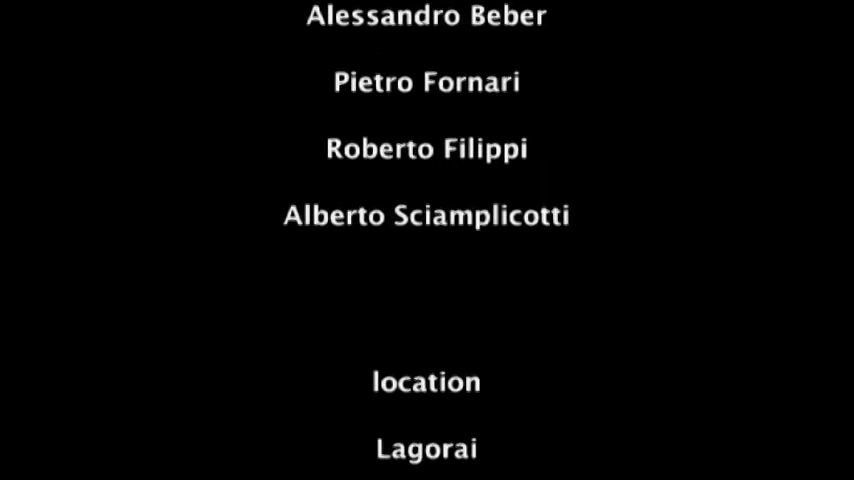 Alessandro Beber
Pietro Fornari
Roberto Filippi
Alberto Sciamplicotti
location
Lagorai